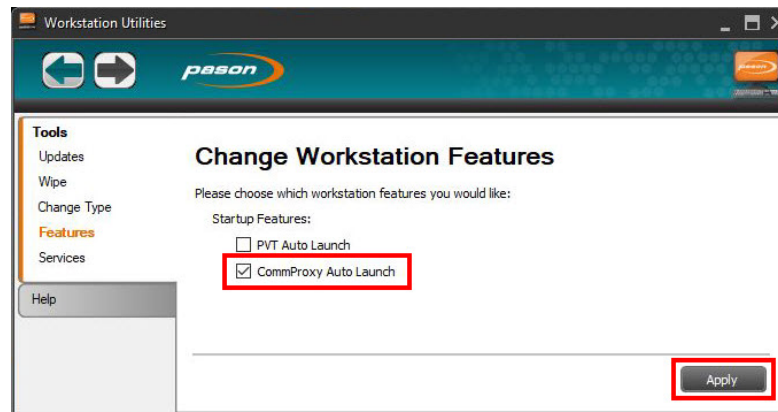 Workstation Utilities
pason
pason
Tools
Updates
Wipe
Change Type
Features
Services
Help
Change Workstation Features
Please choose which workstation features you would like:
Startup Features:
PVT Auto Launch
CommProxy Auto Launch
Apply